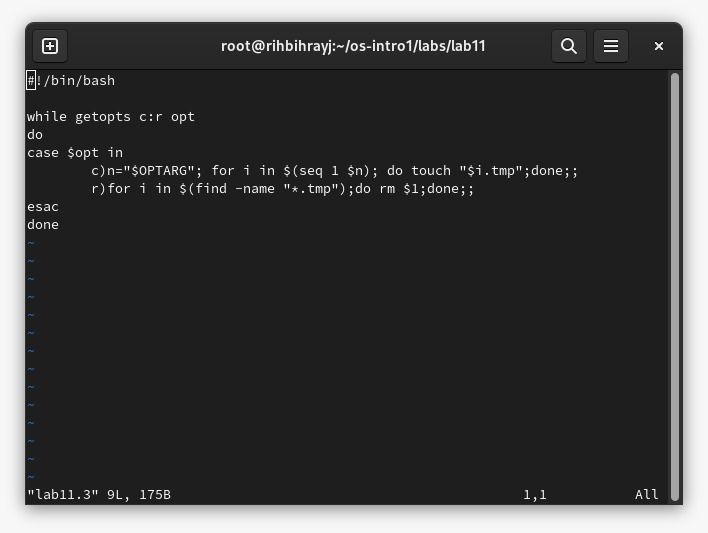 root@rihbihrayj:~/os-intro1/labs/lab11
#!/bin/bash
while getopts c:r opt
do
case $opt in
c)n="$OPTARG"; for i in $(seq 1 $n); do touch "$i.tmp";done;;
r)for i in $(find -name "*.tmp");do rm $1;done;;
esac
done
~
~
~
~
~
~
~
~
~
~
~
~
~
~
"lab11.3" 9L, 175B 1,1 All